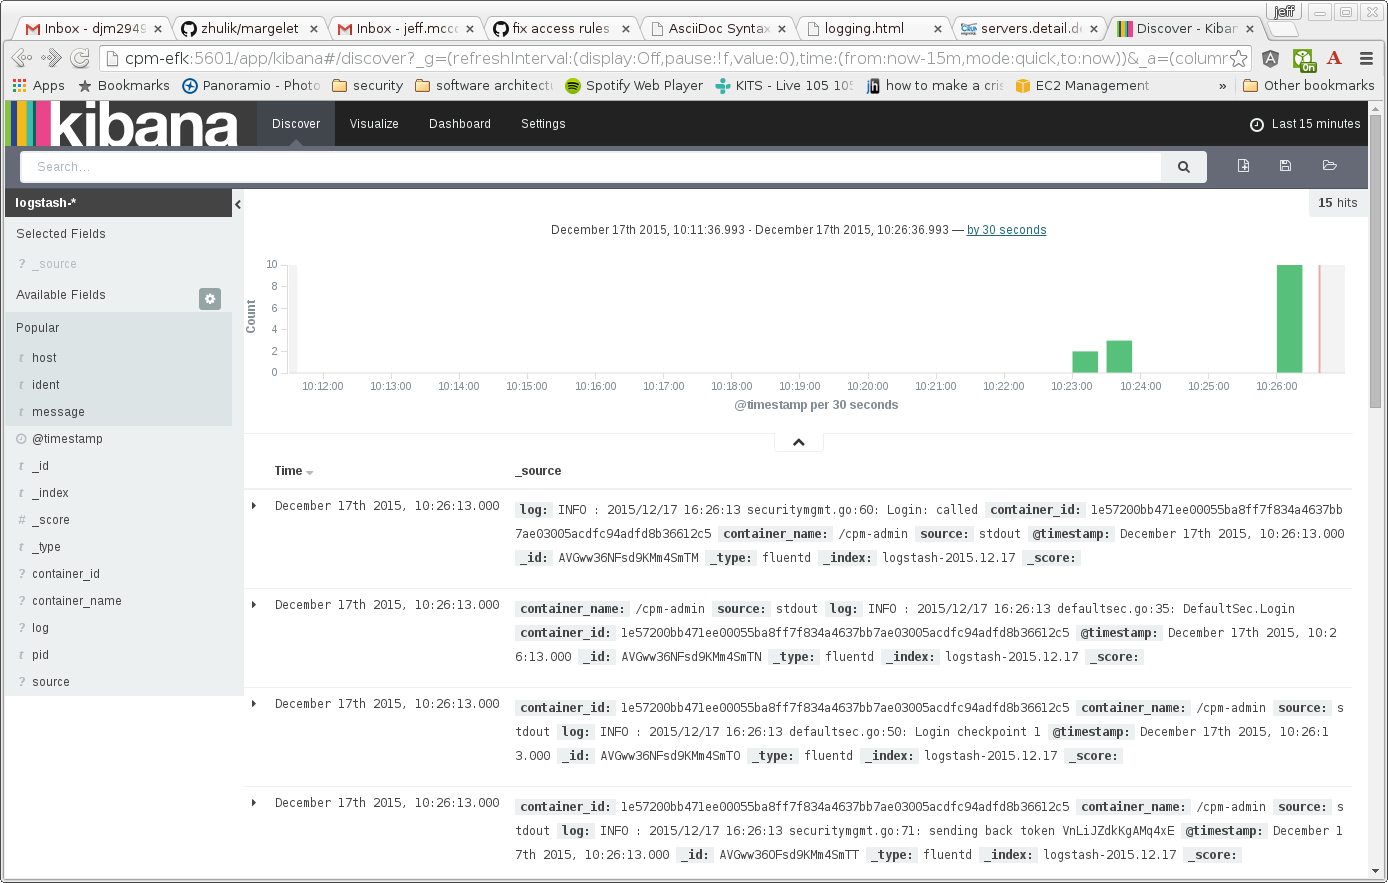 jeff
Inbox - djm2949
zhulik/margelet
Inbox - jeff.mcc
fix access rules
AsciiDoc Syntax
logging.html
servers.detail.d
Discover - Kiban
cpm-efk:5601/app/kibana#/discover?_g=(refreshInterval:(display:Off,pause:!f,value:0),time:(from:now-15m,mode:quick,to:now))&_a=(columr
On
A
A
Apps
Bookmarks
Panoramio - Photo
security
software architect
Spotify Web Player
KITS - Live 105 105
how to make a cris
EC2 Management
»
Other bookmarks
kibana
Discover
Visualize
Dashboard
Settings
Last 15 minutes
Search...
logstash-*
15 hits
Selected Fields
? _source
Available Fields
Popular
t host
t ident
t message
@timestamp
t _id
t _index
# _score
t _type
? container_id
? container_name
? log
t pid
? source
December 17th 2015, 10:11:36.993 - December 17th 2015, 10:26:36.993 — by 30 seconds
Count
10
8
6
4
2
0
10:12:00 10:13:00 10:14:00 10:15:00 10:16:00 10:17:00 10:18:00 10:19:00 10:20:00 10:21:00 10:22:00 10:23:00 10:24:00 10:25:00 10:26:00
@timestamp per 30 seconds
Time
_source
December 17th 2015, 10:26:13.000
log: INFO : 2015/12/17 16:26:13 securitymgmt.go:60: Login: called container_id: 1e57200bb471ee00055ba8ff7f834a4637bb
7ae03005acdfc94adfd8b36612c5 container_name: /cpm-admin source: stdout @timestamp: December 17th 2015, 10:26:13.000
_id: AVGww36NFsd9KMm4SmTM _type: fluentd _index: logstash-2015.12.17 _score:
December 17th 2015, 10:26:13.000
container_name: /cpm-admin source: stdout log: INFO : 2015/12/17 16:26:13 defaultsec.go:35: DefaultSec.Login
container_id: 1e57200bb471ee00055ba8ff7f834a4637bb7ae03005acdfc94adfd8b36612c5 @timestamp: December 17th 2015, 10:2
6:13.000 _id: AVGww36NFsd9KMm4SmTN _type: fluentd _index: logstash-2015.12.17 _score:
December 17th 2015, 10:26:13.000
container_id: 1e57200bb471ee00055ba8ff7f834a4637bb7ae03005acdfc94adfd8b36612c5 container_name: /cpm-admin source: s
tdout log: INFO : 2015/12/17 16:26:13 defaultsec.go:50: Login checkpoint 1 @timestamp: December 17th 2015, 10:26:1
3.000 _id: AVGww36NFsd9KMm4SmTO _type: fluentd _index: logstash-2015.12.17 _score:
December 17th 2015, 10:26:13.000
container_id: 1e57200bb471ee00055ba8ff7f834a4637bb7ae03005acdfc94adfd8b36612c5 container_name: /cpm-admin source: s
tdout log: INFO : 2015/12/17 16:26:13 securitymgmt.go:71: sending back token VnLiJZdkKgAMq4xE @timestamp: December 1
7th 2015, 10:26:13.000 _id: AVGww36OFsd9KMm4SmTT _type: fluentd _index: logstash-2015.12.17 _score: